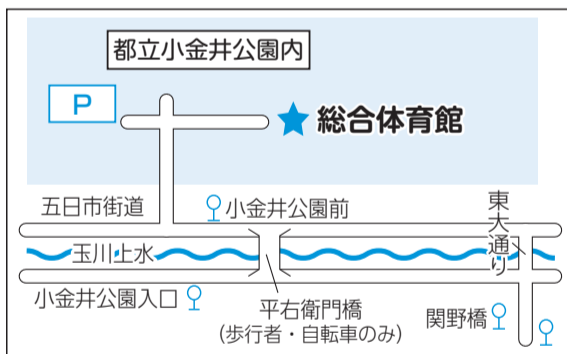 都立小金井公園内
P
総合体育館
五日市街道
小金井公園前
東大通り
玉川上水
小金井公園入口
平右衛門橋
(歩行者・自転車のみ)
関野橋